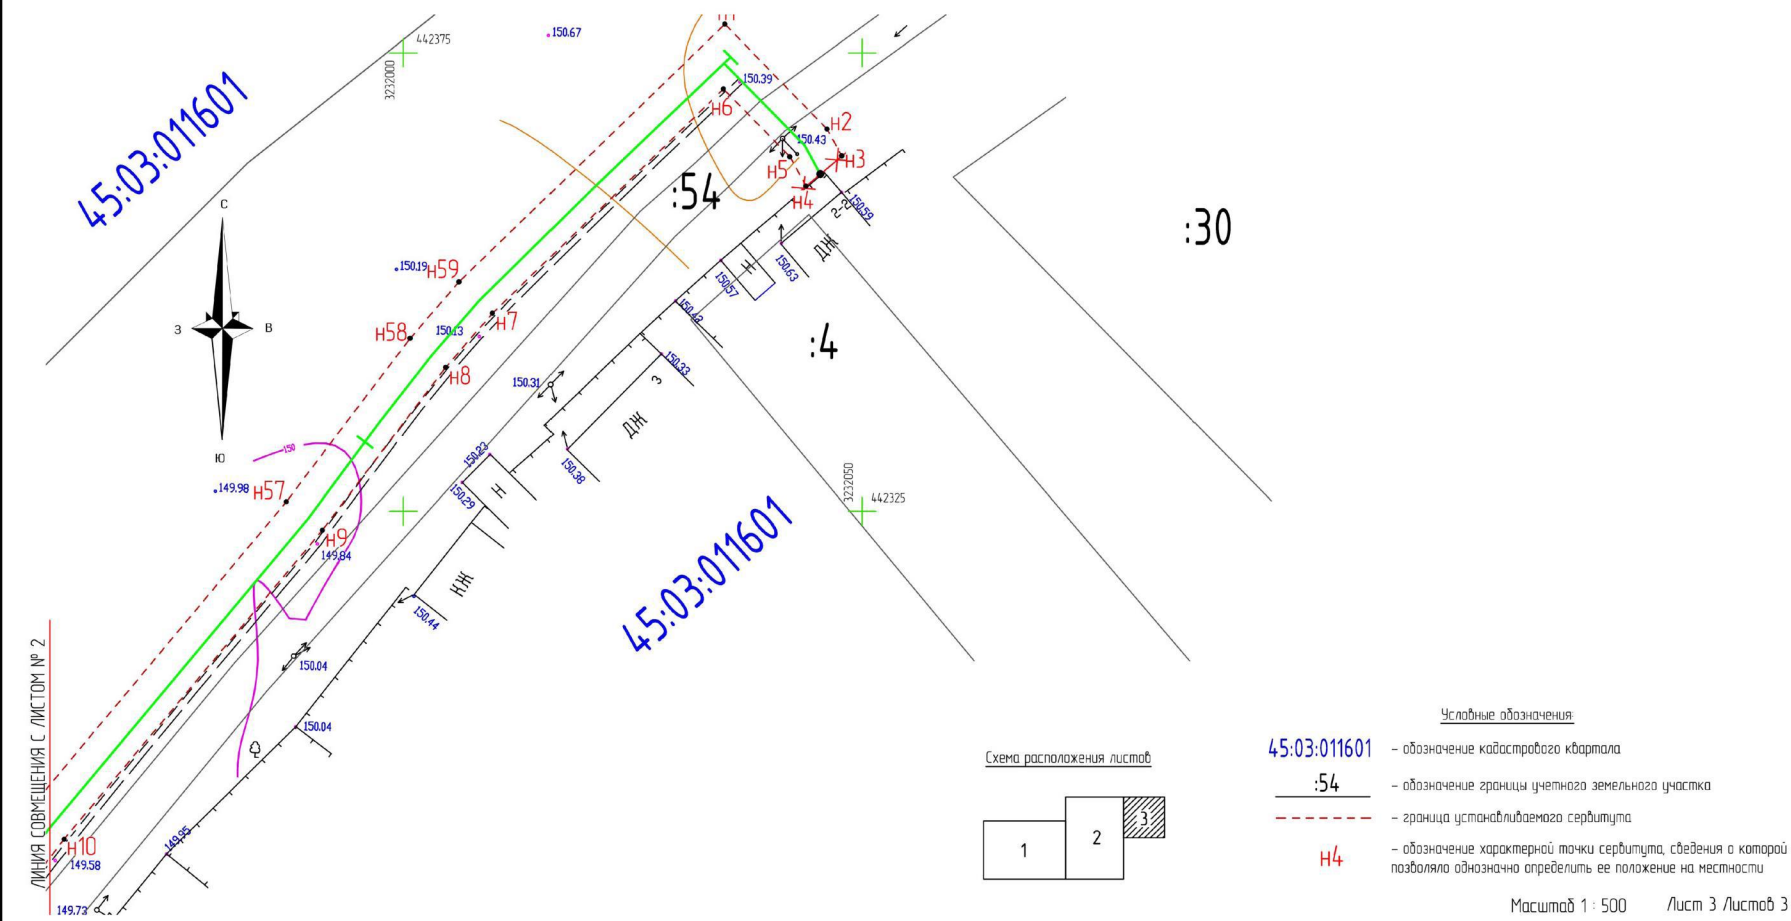 442375
3232000
150.67
45:03:011601
150.39
н6
н2
150.43
н3
н5
н4
:54
150.59
2-2
:30
С
З
В
Ю
150.19
н59
н58
150.13
н7
н8
Н
150.57
150.63
ДЖ
150.42
:4
150.33
3
150.31
ДЖ
150.38
150
149.98
н57
н9
149.84
150.23
150.29
Н
КЖ
150.44
3232050
442325
45:03:011601
150.04
150.04
ЛИНИЯ СОВМЕЩЕНИЯ С ЛИСТОМ № 2
н10
149.58
149.95
149.73
Схема расположения листов
1
2
3
Условные обозначения:
45:03:011601 – обозначение кадастрового квартала
:54 – обозначение границы учетного земельного участка
– граница устанавливаемого сервитута
н4 – обозначение характерной точки сервитута, сведения о которой
позволяло однозначно определить ее положение на местности
Масштаб 1 : 500 Лист 3 Листов 3